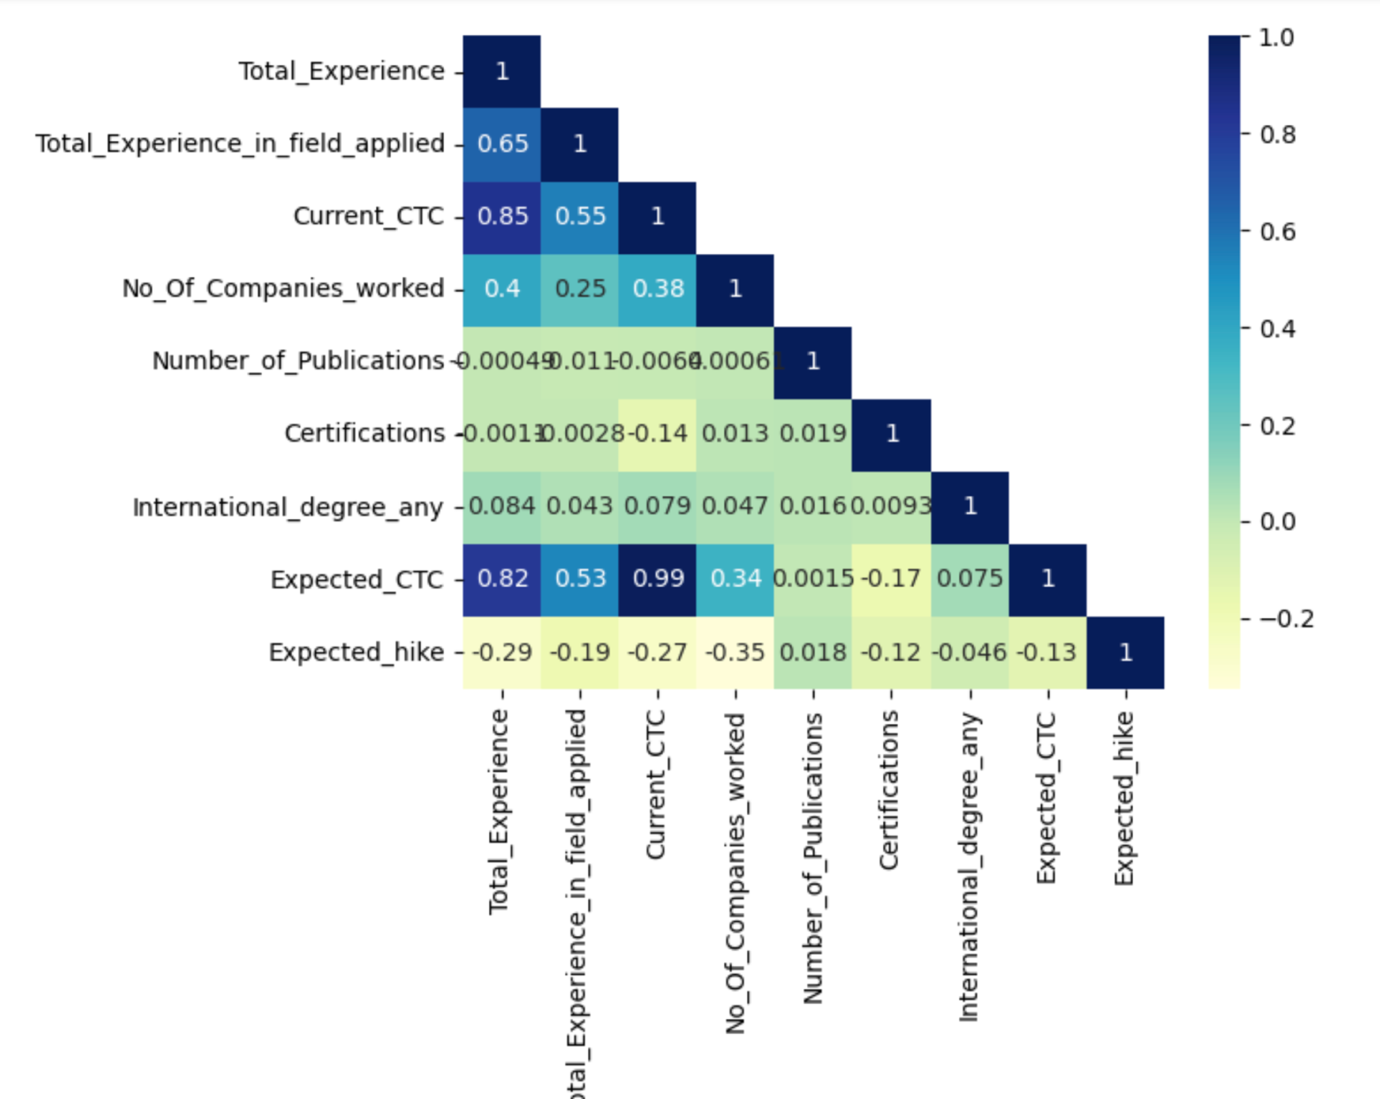 1.0
Total_Experience 1
0.8
Total_Experience_in_field_applied 0.65 1
Current_CTC 0.85 0.55 1
0.6
No_Of_Companies_worked 0.4 0.25 0.38 1
0.4
Number_of_Publications 1
0.2
Certifications -0.14 0.013 0.019 1
International_degree_any 0.084 0.043 0.079 0.047 0.016 0.0093 1
0.0
Expected_CTC 0.82 0.53 0.99 0.34 0.0015 -0.17 0.075 1
−0.2
Expected_hike -0.29 -0.19 -0.27 -0.35 0.018 -0.12 -0.046 -0.13 1
Total_Experience
otal_Experience_in_field_applied
Current_CTC
No_Of_Companies_worked
Number_of_Publications
Certifications
International_degree_any
Expected_CTC
Expected_hike